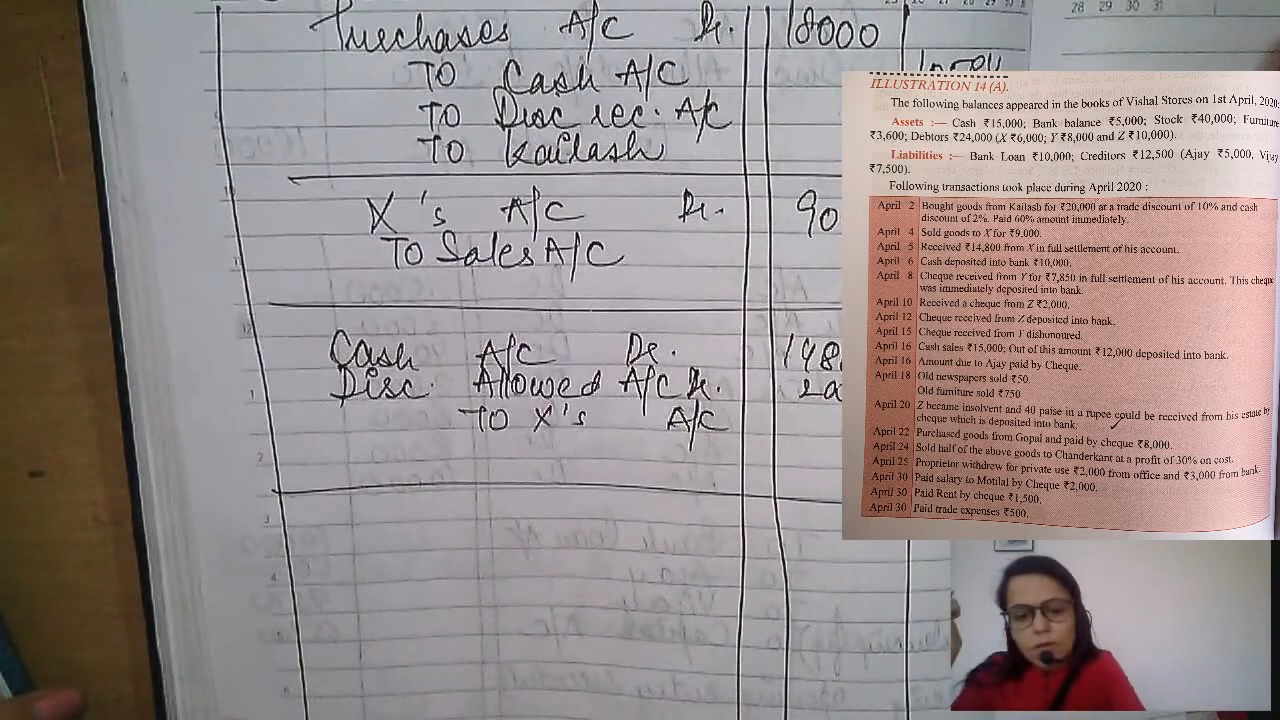 28 29 30 31
Purchases A/C Dr. 18000
TO Cash A/C
TO Disc rec. A/C
TO Kailash
X's A/C Dr. 90
TO Sales A/C
Cash A/C Dr. 148
Disc. Allowed A/C Dr. 20
TO X's A/C
ILLUSTRATION 14 (A).
The following balances appeared in the books of Vishal Stores on 1st April, 2020
Assets :— Cash ₹15,000; Bank balance ₹5,000; Stock ₹40,000; Furniture
₹3,600; Debtors ₹24,000 (X ₹6,000; Y ₹8,000 and Z ₹10,000).
Liabilities :— Bank Loan ₹10,000; Creditors ₹12,500 (Ajay ₹5,000, Vijay
₹7,500).
Following transactions took place during April 2020 :
April 2 Bought goods from Kailash for ₹20,000 at a trade discount of 10% and cash
discount of 2%. Paid 60% amount immediately.
April 4 Sold goods to X for ₹9,000.
April 5 Received ₹14,800 from X in full settlement of his account.
April 6 Cash deposited into bank ₹10,000.
April 8 Cheque received from Y for ₹7,850 in full settlement of his account. This cheque
was immediately deposited into bank.
April 10 Received a cheque from Z ₹2,000.
April 12 Cheque received from Z deposited into bank.
April 15 Cheque received from Y dishonoured.
April 16 Cash sales ₹15,000; Out of this amount ₹12,000 deposited into bank.
April 16 Amount due to Ajay paid by Cheque.
April 18 Old newspapers sold ₹50.
Old furniture sold ₹750
April 20 Z became insolvent and 40 paise in a rupee could be received from his estate by
cheque which is deposited into bank.
April 22 Purchased goods from Gopal and paid by cheque ₹8,000.
April 24 Sold half of the above goods to Chanderkant at a profit of 30% on cost.
April 25 Proprietor withdrew for private use ₹2,000 from office and ₹3,000 from bank.
April 30 Paid salary to Motilal by Cheque ₹2,000.
April 30 Paid Rent by cheque ₹1,500.
April 30 Paid trade expenses ₹500.